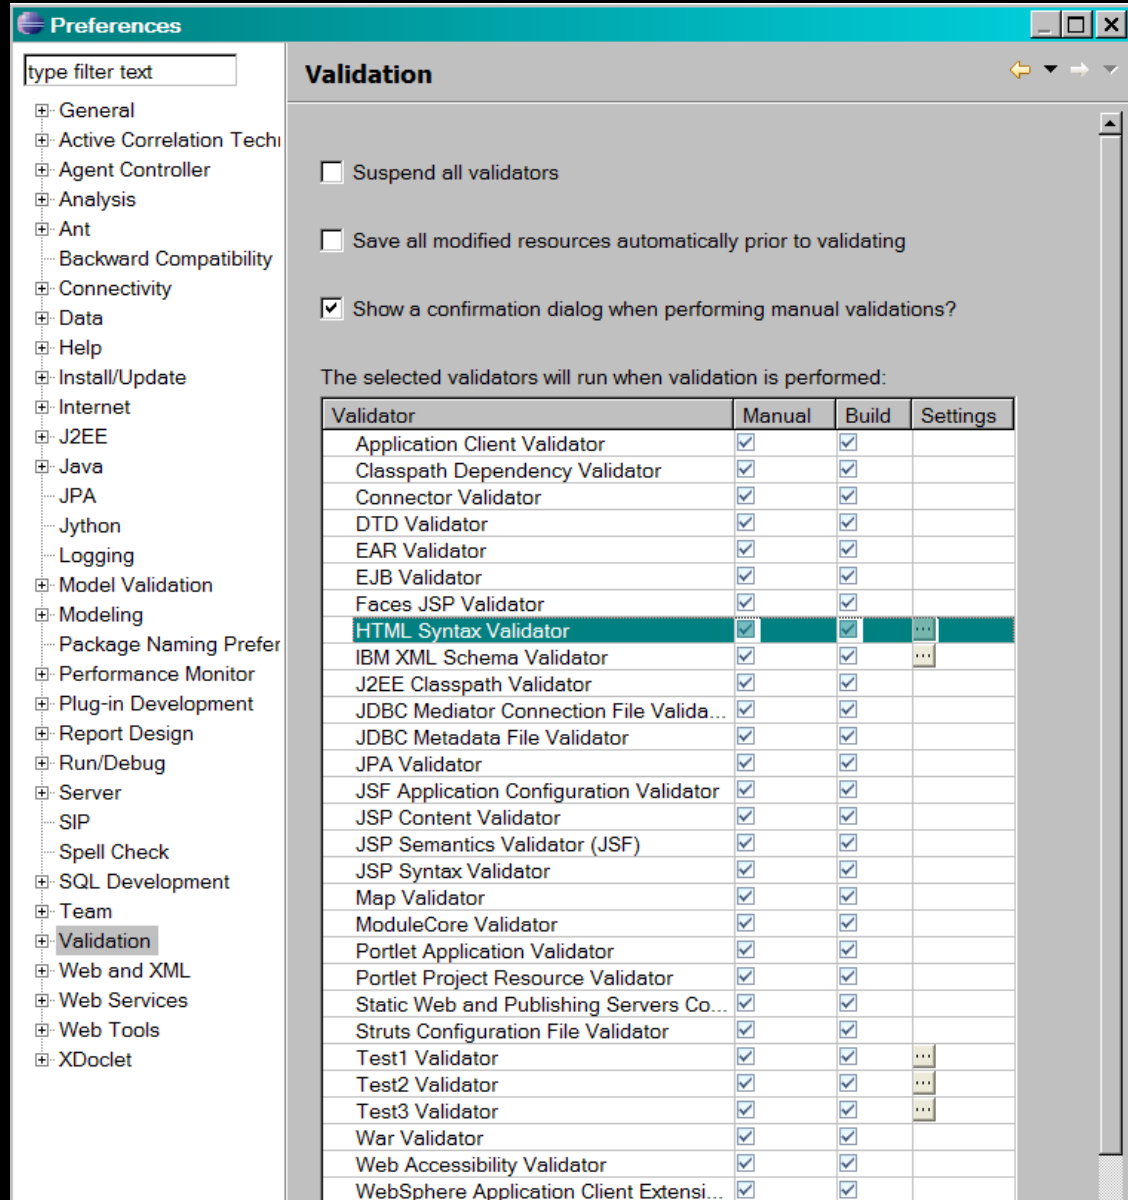 Preferences
type filter text
Validation
General
Active Correlation Techn
Agent Controller
Analysis
Ant
Backward Compatibility
Connectivity
Data
Help
Install/Update
Internet
J2EE
Java
JPA
Jython
Logging
Model Validation
Modeling
Package Naming Prefer
Performance Monitor
Plug-in Development
Report Design
Run/Debug
Server
SIP
Spell Check
SQL Development
Team
Validation
Web and XML
Web Services
Web Tools
XDoclet
Suspend all validators
Save all modified resources automatically prior to validating
Show a confirmation dialog when performing manual validations?
The selected validators will run when validation is performed:
Validator Manual Build Settings
Application Client Validator
Classpath Dependency Validator
Connector Validator
DTD Validator
EAR Validator
EJB Validator
Faces JSP Validator
HTML Syntax Validator ...
IBM XML Schema Validator ...
J2EE Classpath Validator
JDBC Mediator Connection File Valida...
JDBC Metadata File Validator
JPA Validator
JSF Application Configuration Validator
JSP Content Validator
JSP Semantics Validator (JSF)
JSP Syntax Validator
Map Validator
ModuleCore Validator
Portlet Application Validator
Portlet Project Resource Validator
Static Web and Publishing Servers Co...
Struts Configuration File Validator
Test1 Validator ...
Test2 Validator ...
Test3 Validator ...
War Validator
Web Accessibility Validator
WebSphere Application Client Extensi...